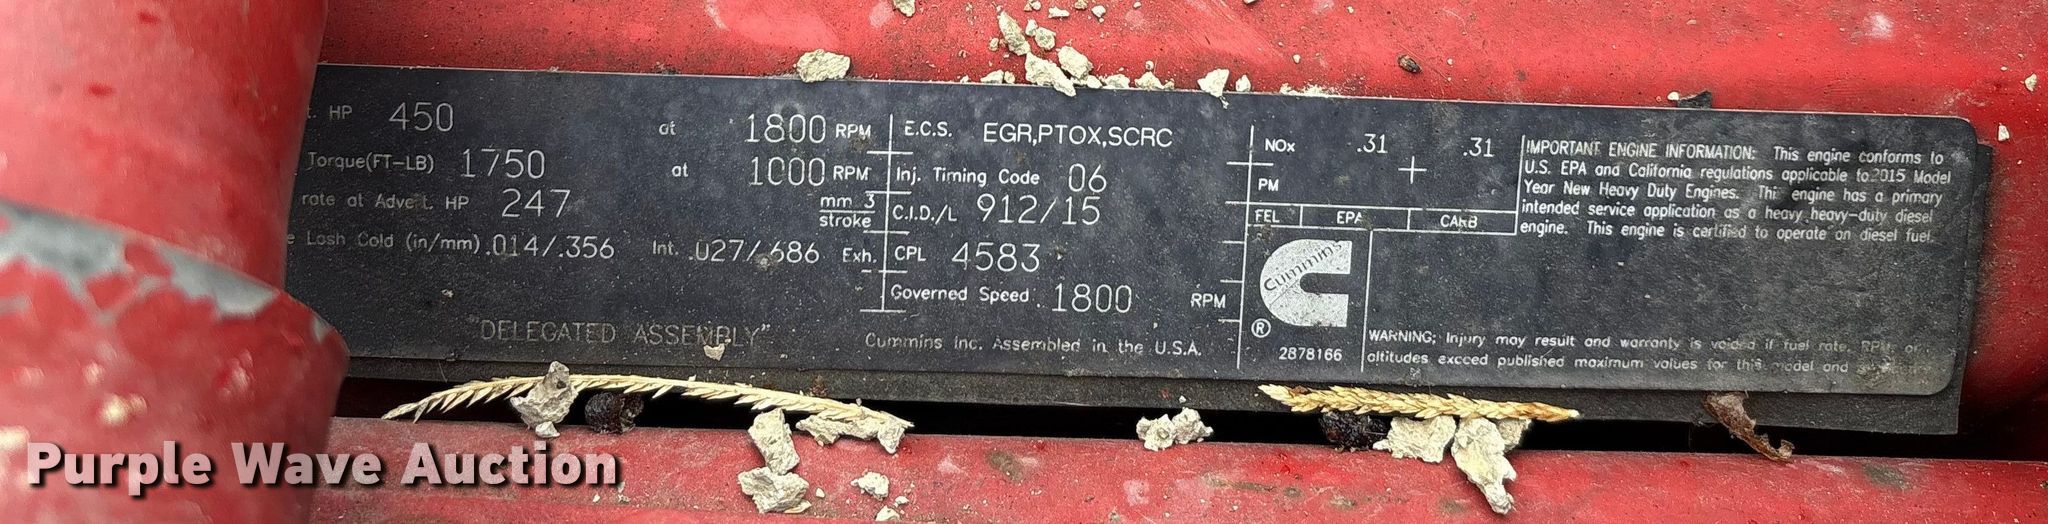 HP 450 at 1800 RPM
Torque(FT-LB) 1750 at 1000 RPM
rate at Advert. HP 247 mm 3
stroke
Lash Cold (in/mm) .014/.356 Int. .027/.686 Exh.
"DELEGATED ASSEMBLY"
E.C.S. EGR,PTOX,SCRC
Inj. Timing Code 06
C.I.D./L 912/15
CPL 4583
Governed Speed 1800 RPM
Cummins Inc. Assembled in the U.S.A.
NOx .31 .31
PM
FEL EPA CARB
Cummins
®
2878166
IMPORTANT ENGINE INFORMATION: This engine conforms to
U.S. EPA and California regulations applicable to 2015 Model
Year New Heavy Duty Engines. This engine has a primary
intended service application as a heavy heavy-duty diesel
engine. This engine is certified to operate on diesel fuel.
WARNING: Injury may result and warranty is voided if fuel rate, RPM, or
altitudes exceed published maximum values for this model and
Purple Wave Auction